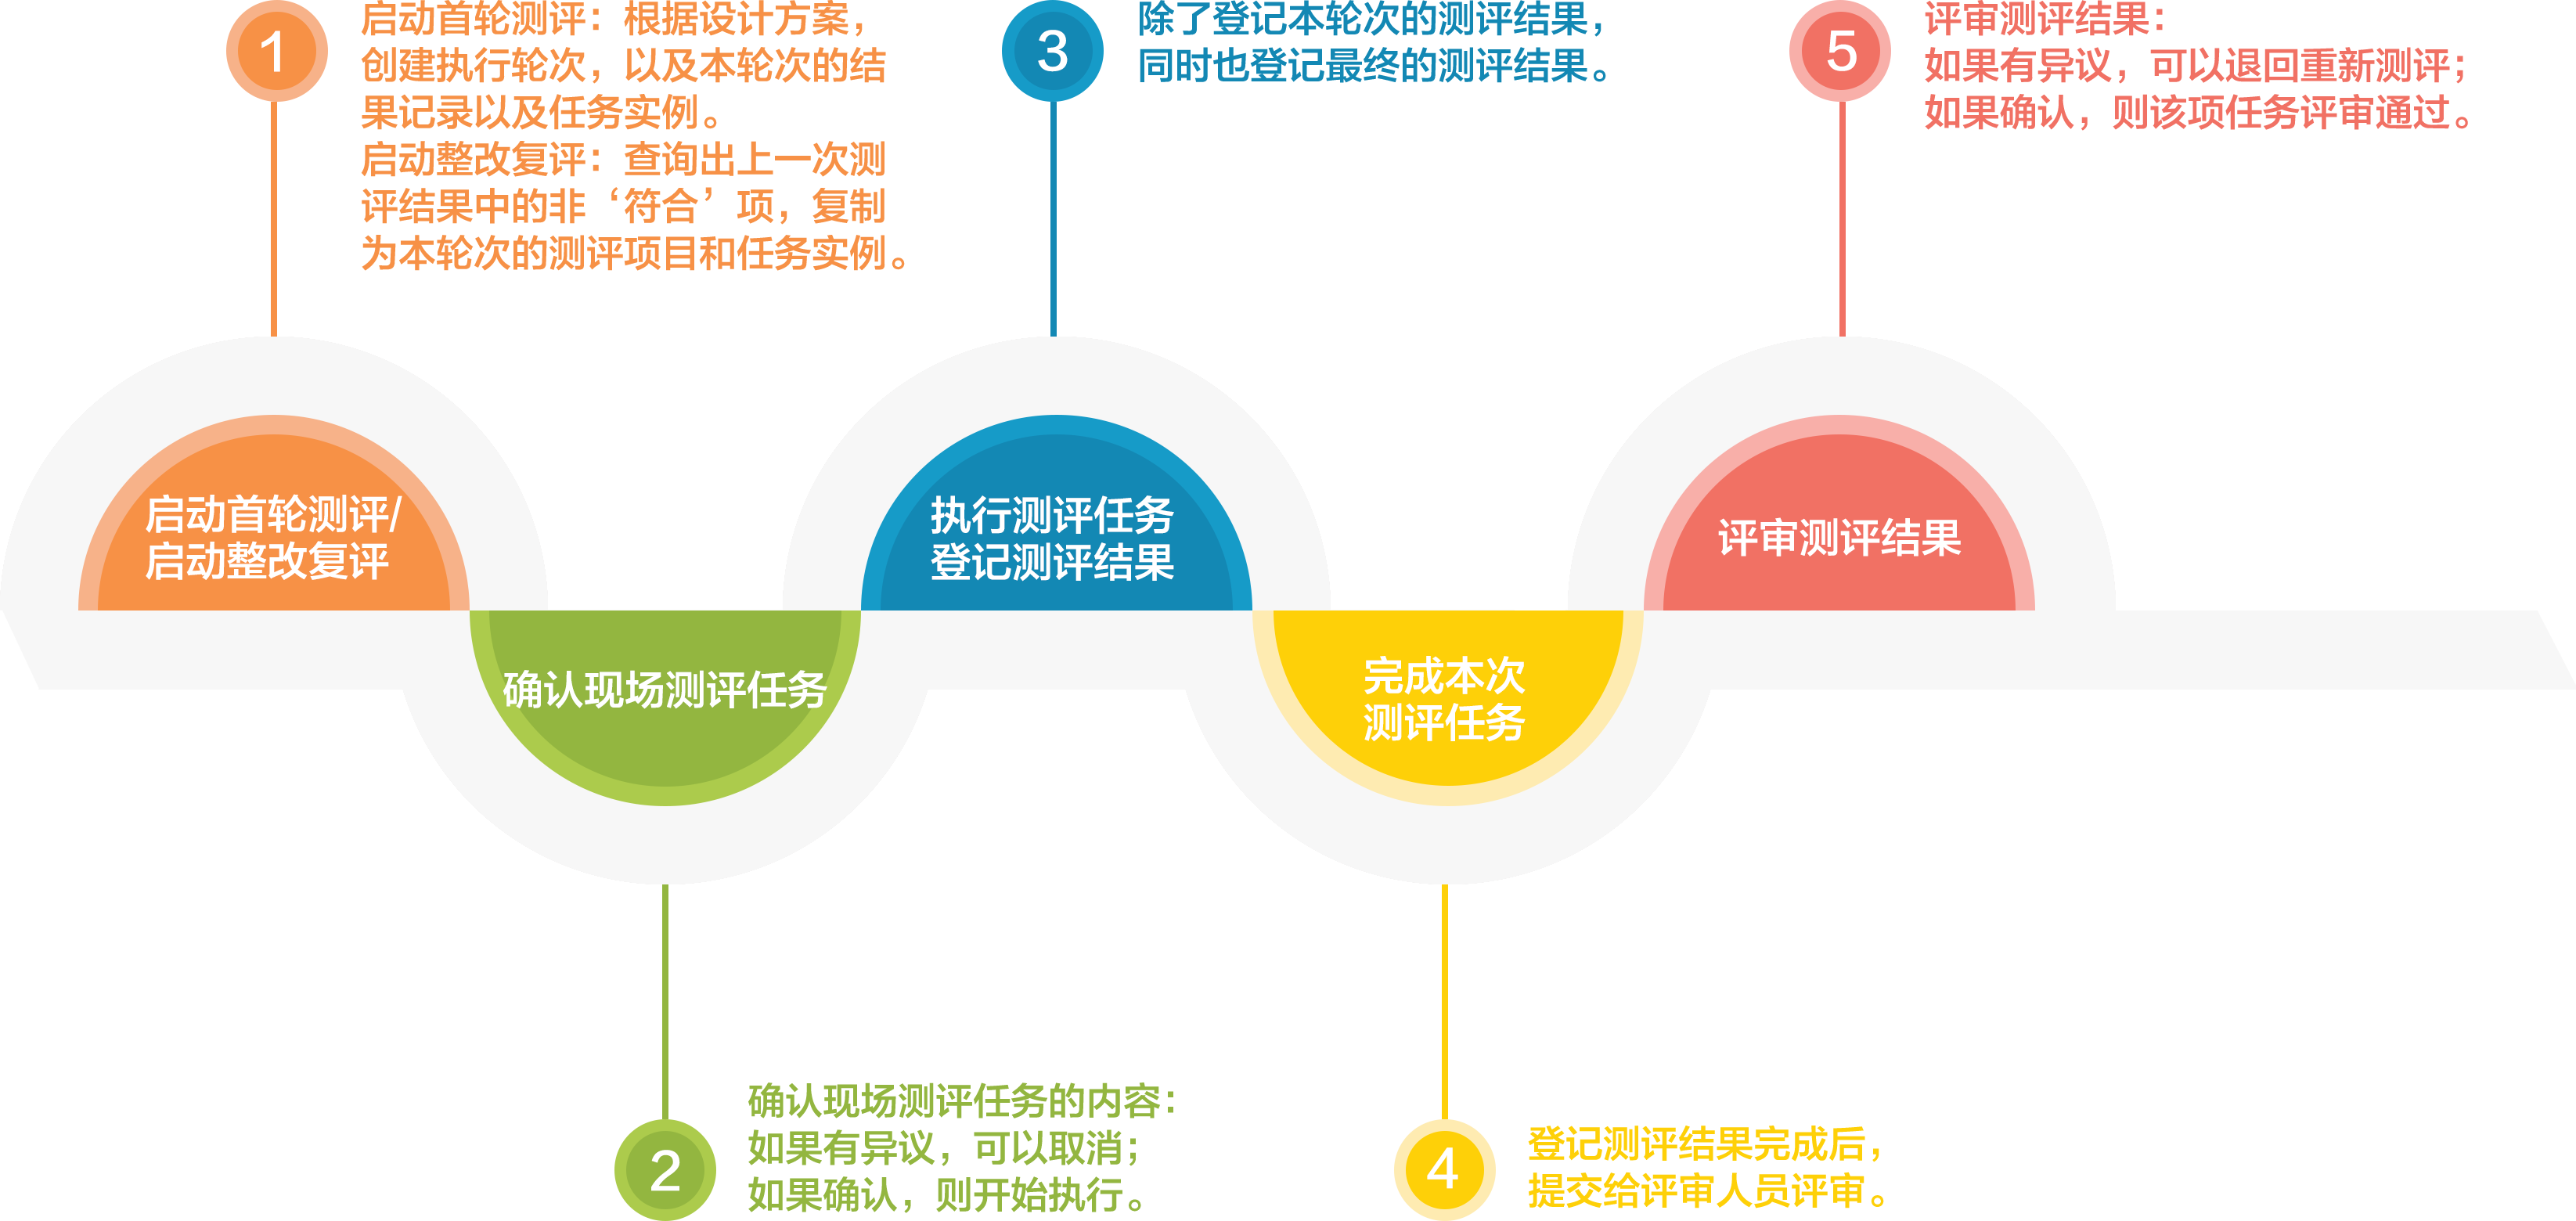 1
启动首轮测评：根据设计方案，
创建执行轮次，以及本轮次的结
果记录以及任务实例。
启动整改复评：查询出上一次测
评结果中的非‘符合’项，复制
为本轮次的测评项目和任务实例。
启动首轮测评/
启动整改复评
确认现场测评任务
2
确认现场测评任务的内容：
如果有异议，可以取消；
如果确认，则开始执行。
3
除了登记本轮次的测评结果，
同时也登记最终的测评结果。
执行测评任务
登记测评结果
完成本次
测评任务
4
登记测评结果完成后，
提交给评审人员评审。
5
评审测评结果：
如果有异议，可以退回重新测评；
如果确认，则该项任务评审通过。
评审测评结果